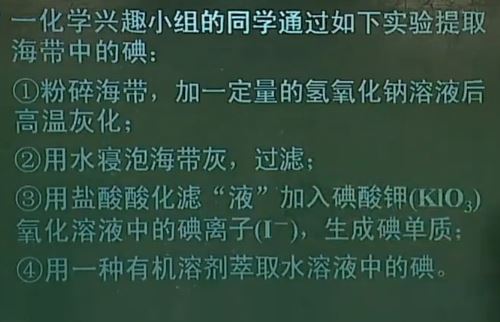 一化学兴趣小组的同学通过如下实验提取
海带中的碘：
①粉碎海带，加一定量的氢氧化钠溶液后
高温灰化；
②用水寝泡海带灰，过滤；
③用盐酸酸化滤“液”加入碘酸钾(KIO3)
氧化溶液中的碘离子(I⁻)，生成碘单质；
④用一种有机溶剂萃取水溶液中的碘。